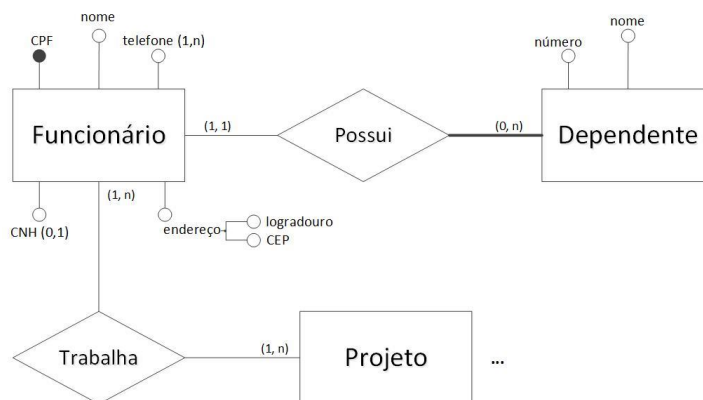 nome
CPF
telefone (1,n)
nome
número
Funcionário
(1, 1)
Possui
(0, n)
Dependente
(1, n)
CNH (0,1)
endereço
logradouro
CEP
Trabalha
(1, n)
Projeto
...